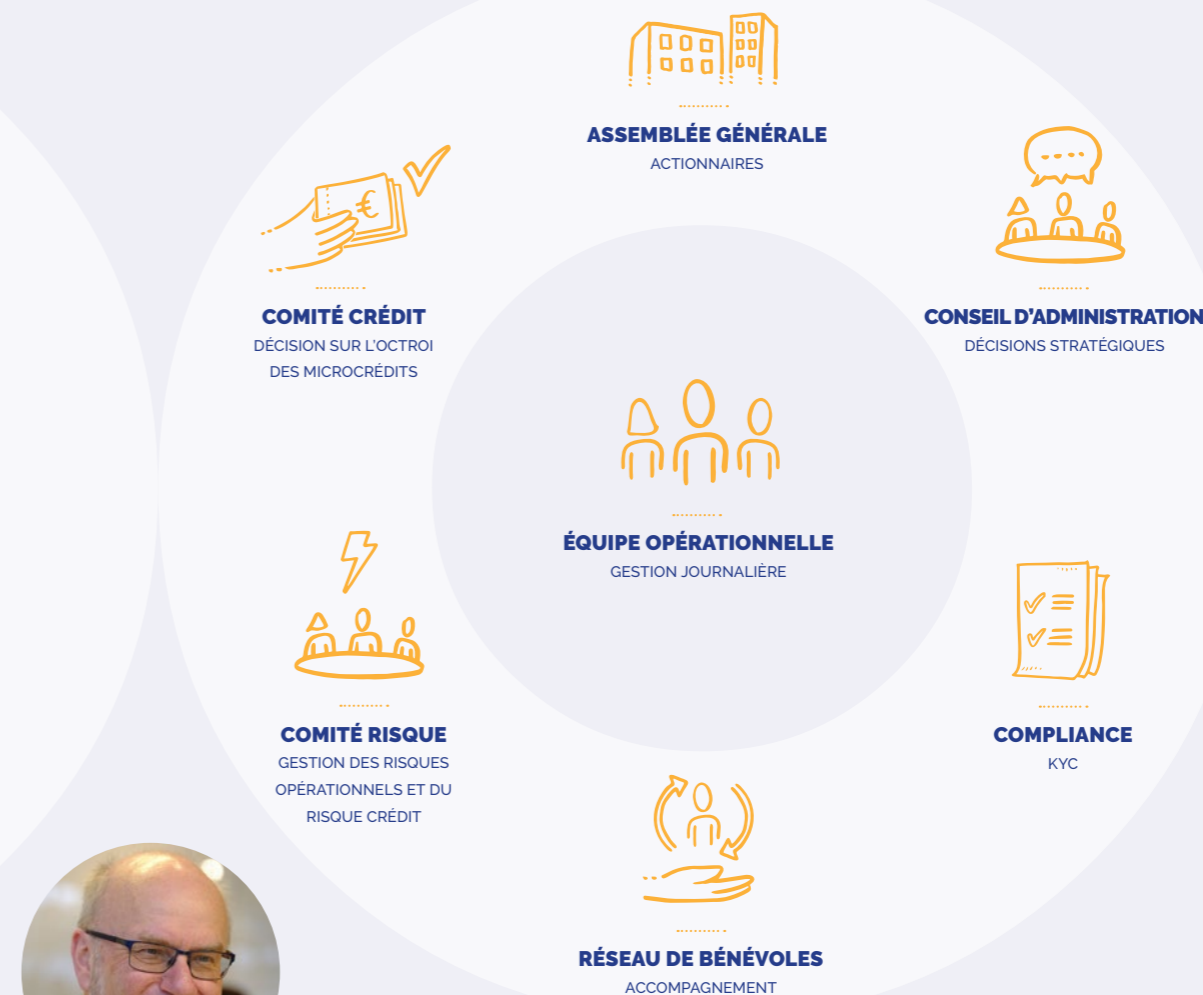 ASSEMBLÉE GÉNÉRALE
ACTIONNAIRES
COMITÉ CRÉDIT
DÉCISION SUR L'OCTROI
DES MICROCRÉDITS
€
CONSEIL D'ADMINISTRATION
DÉCISIONS STRATÉGIQUES
ÉQUIPE OPÉRATIONNELLE
GESTION JOURNALIÈRE
COMITÉ RISQUE
GESTION DES RISQUES
OPÉRATIONNELS ET DU
RISQUE CRÉDIT
COMPLIANCE
KYC
RÉSEAU DE BÉNÉVOLES
ACCOMPAGNEMENT